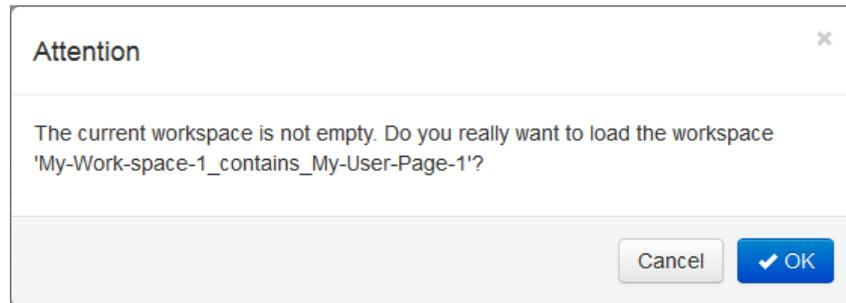 Attention
The current workspace is not empty. Do you really want to load the workspace
'My-Work-space-1_contains_My-User-Page-1'?
Cancel
OK